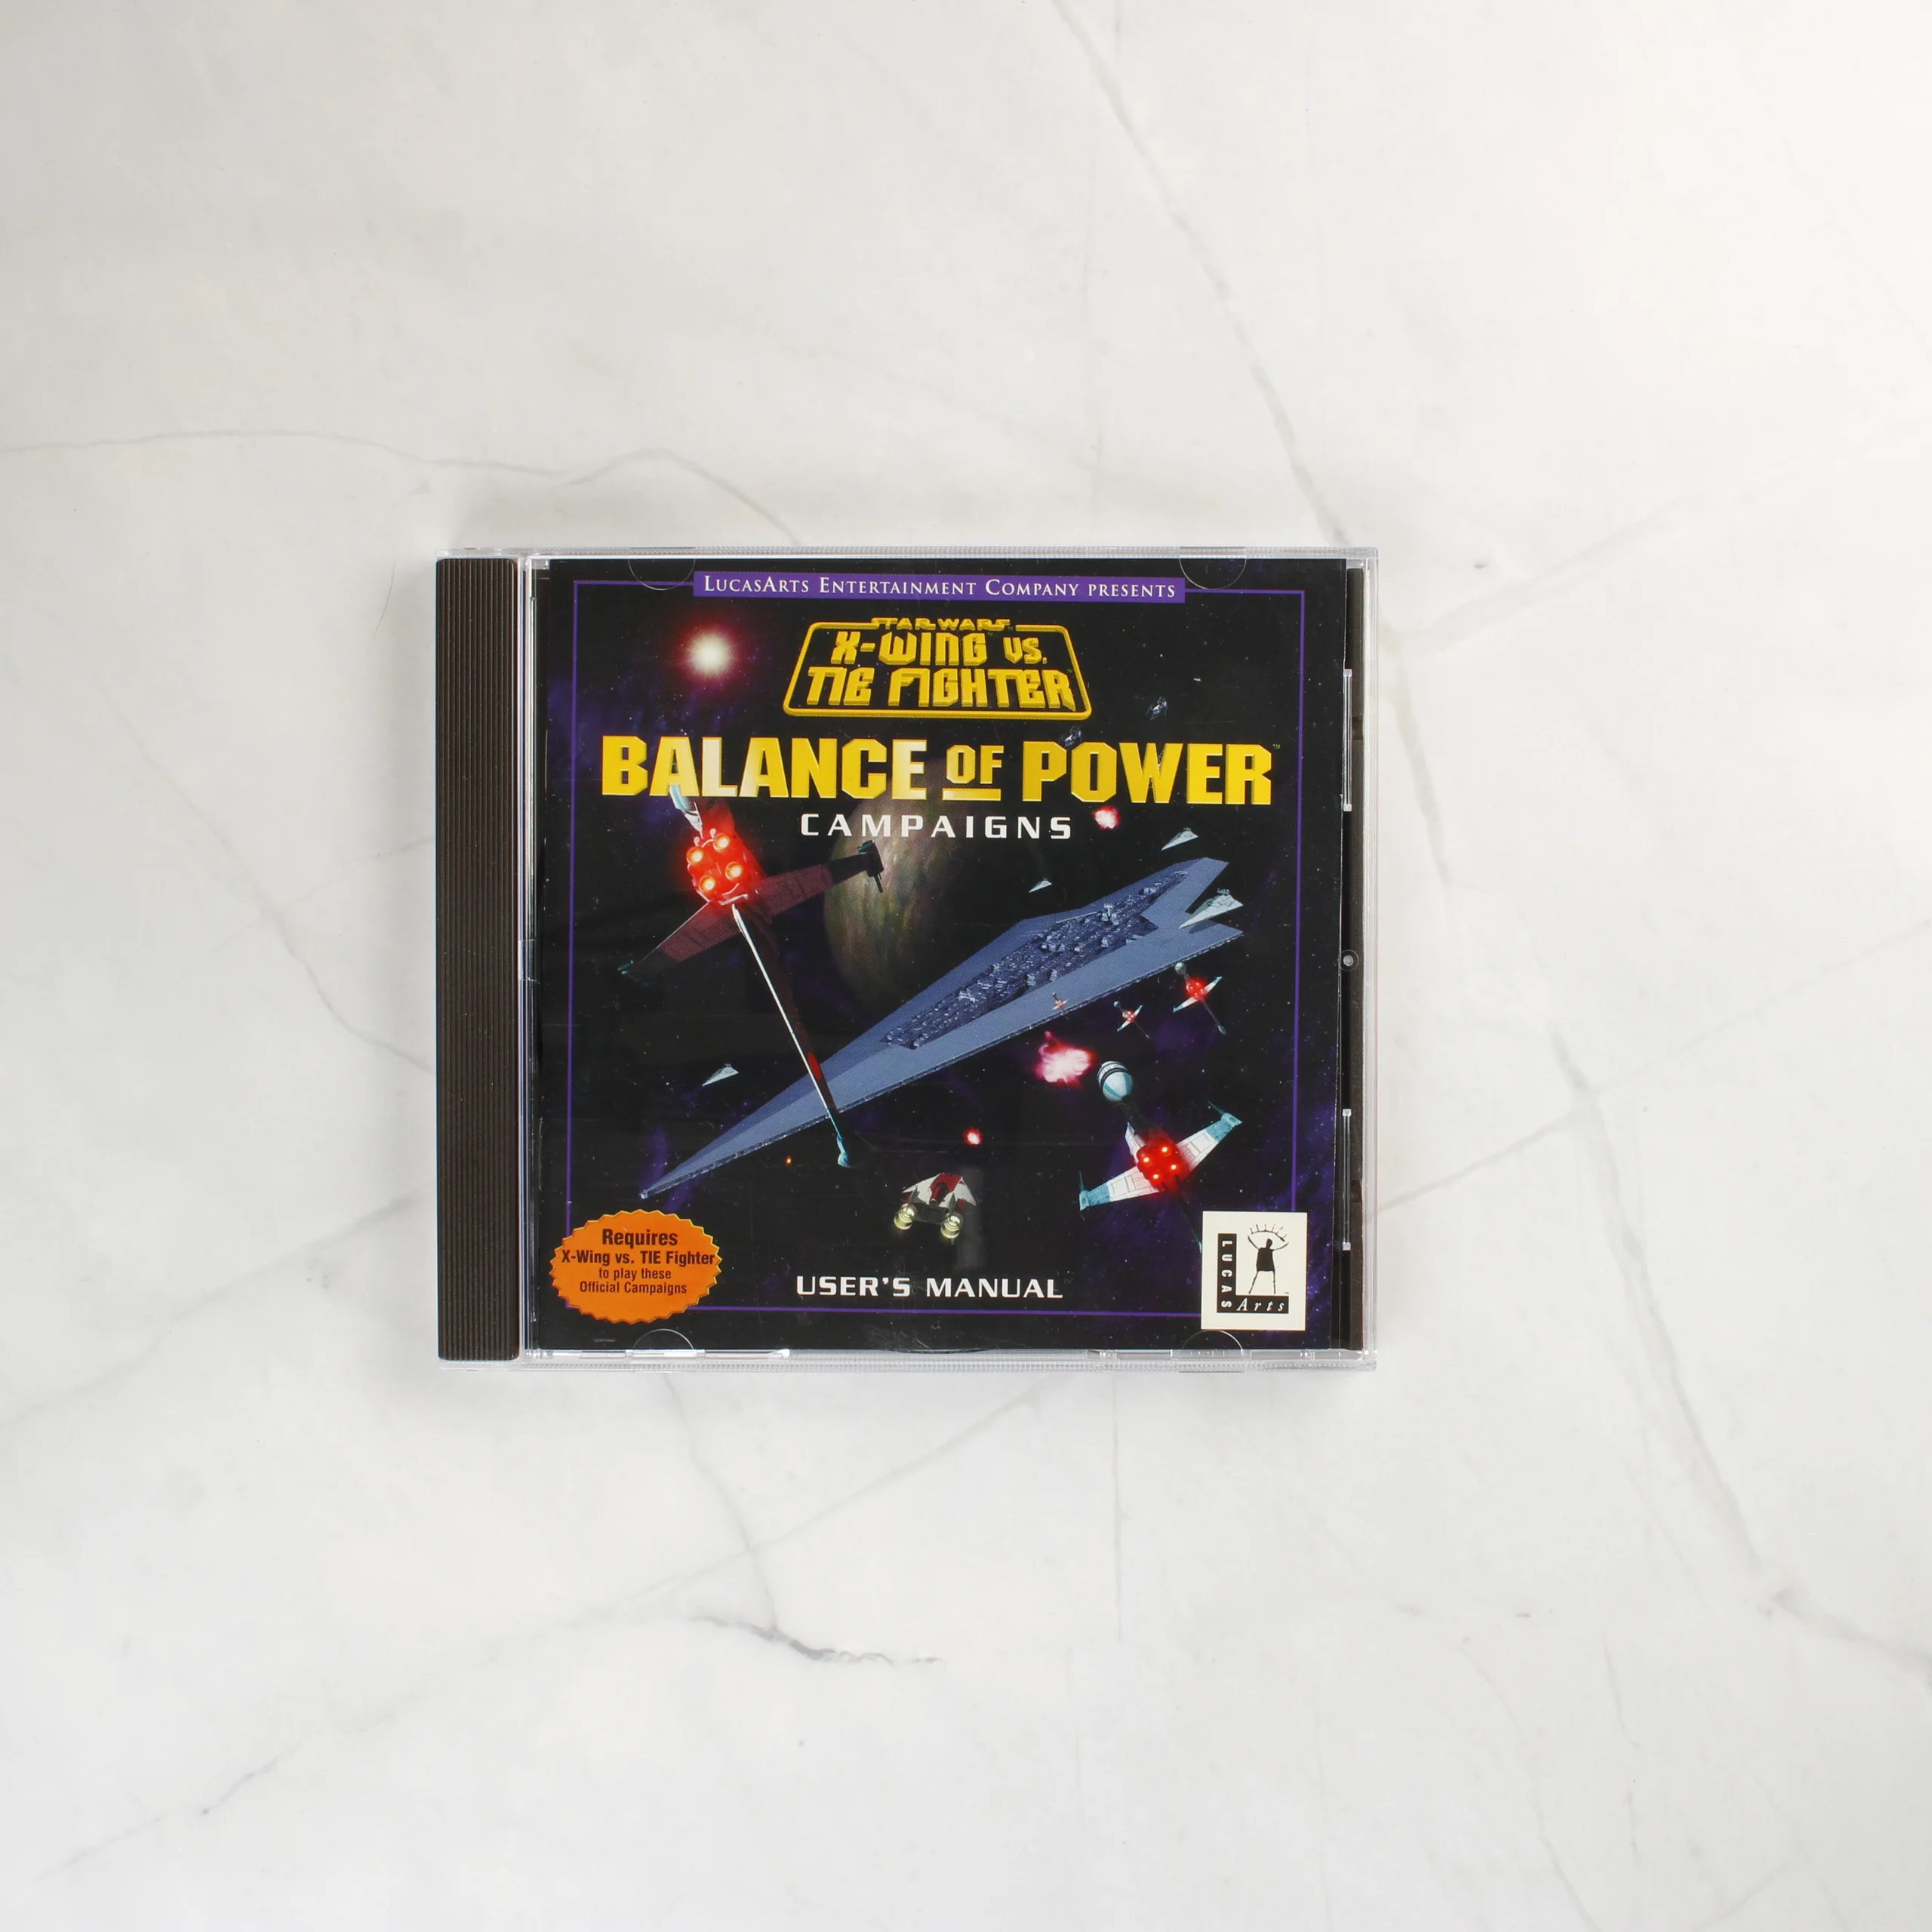 LUCASARTS ENTERTAINMENT COMPANY PRESENTS
STAR WARS
X-WING VS.
TIE FIGHTER
BALANCE OF POWER™
CAMPAIGNS
Requires
X-Wing vs. TIE Fighter
to play these
Official Campaigns
USER'S MANUAL
LUCAS
Arts